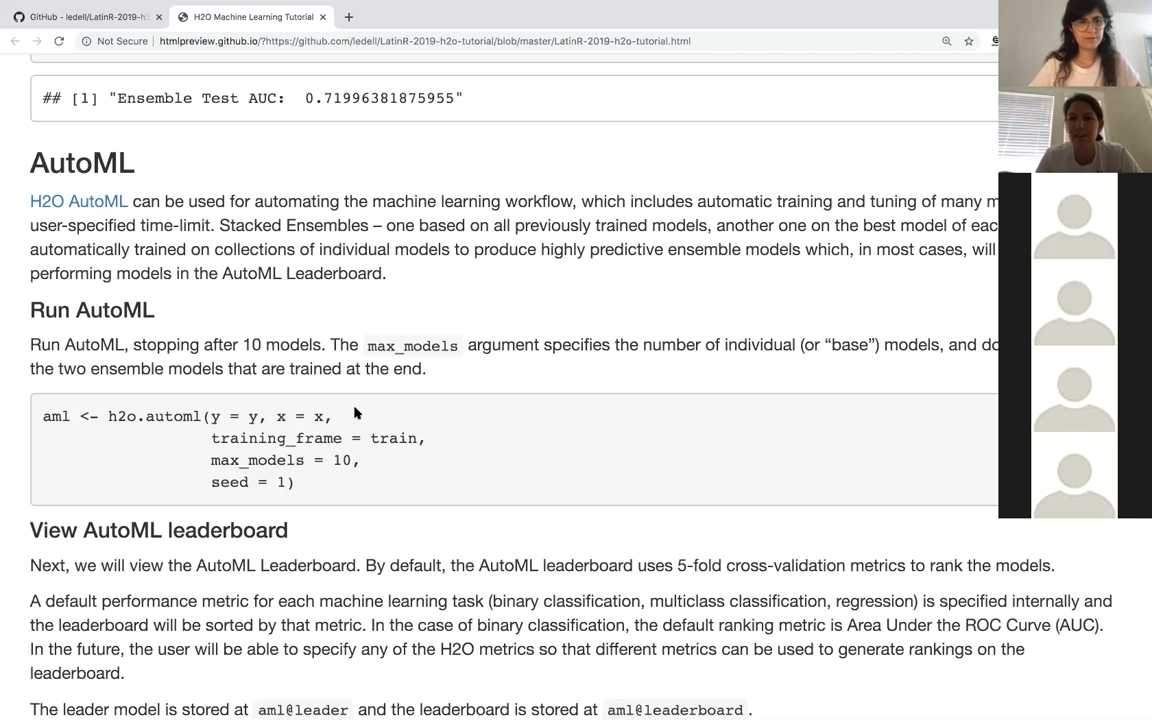 GitHub - ledell/LatinR-2019-h2
H2O Machine Learning Tutorial
Not Secure
htmlpreview.github.io/?https://github.com/ledell/LatinR-2019-h2o-tutorial/blob/master/LatinR-2019-h2o-tutorial.html
## [1] "Ensemble Test AUC:  0.71996381875955"
AutoML
H2O AutoML can be used for automating the machine learning workflow, which includes automatic training and tuning of many
user-specified time-limit. Stacked Ensembles – one based on all previously trained models, another one on the best model of
automatically trained on collections of individual models to produce highly predictive ensemble models which, in most cases, will
performing models in the AutoML Leaderboard.
Run AutoML
Run AutoML, stopping after 10 models. The max_models argument specifies the number of individual (or “base”) models, and
the two ensemble models that are trained at the end.
aml <- h2o.automl(y = y, x = x,
training_frame = train,
max_models = 10,
seed = 1)
View AutoML leaderboard
Next, we will view the AutoML Leaderboard. By default, the AutoML leaderboard uses 5-fold cross-validation metrics to rank the models.
A default performance metric for each machine learning task (binary classification, multiclass classification, regression) is specified internally and
the leaderboard will be sorted by that metric. In the case of binary classification, the default ranking metric is Area Under the ROC Curve (AUC).
In the future, the user will be able to specify any of the H2O metrics so that different metrics can be used to generate rankings on the
leaderboard.
The leader model is stored at aml@leader and the leaderboard is stored at aml@leaderboard.